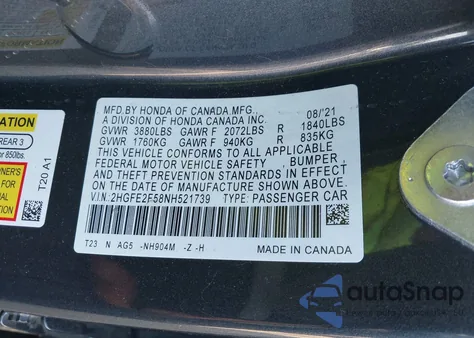 MFD.BY HONDA OF CANADA MFG. 08/'21
A DIVISION OF HONDA CANADA INC.
GVWR 3880LBS GAWR F 2072LBS R 1840LBS
GVWR 1760KG GAWR F 940KG R 835KG
THIS VEHICLE CONFORMS TO ALL APPLICABLE
FEDERAL MOTOR VEHICLE SAFETY , BUMPER ,
AND THEFT PREVENTION STANDARDS IN EFFECT
ON THE DATE OF MANUFACTURE SHOWN ABOVE.
V.I.N: 2HGFE2F58NH521739 TYPE: PASSENGER CAR
T23 N AG5 -NH904M -Z -H MADE IN CANADA
REAR 3
850lbs.
T20 A1
autoSnap